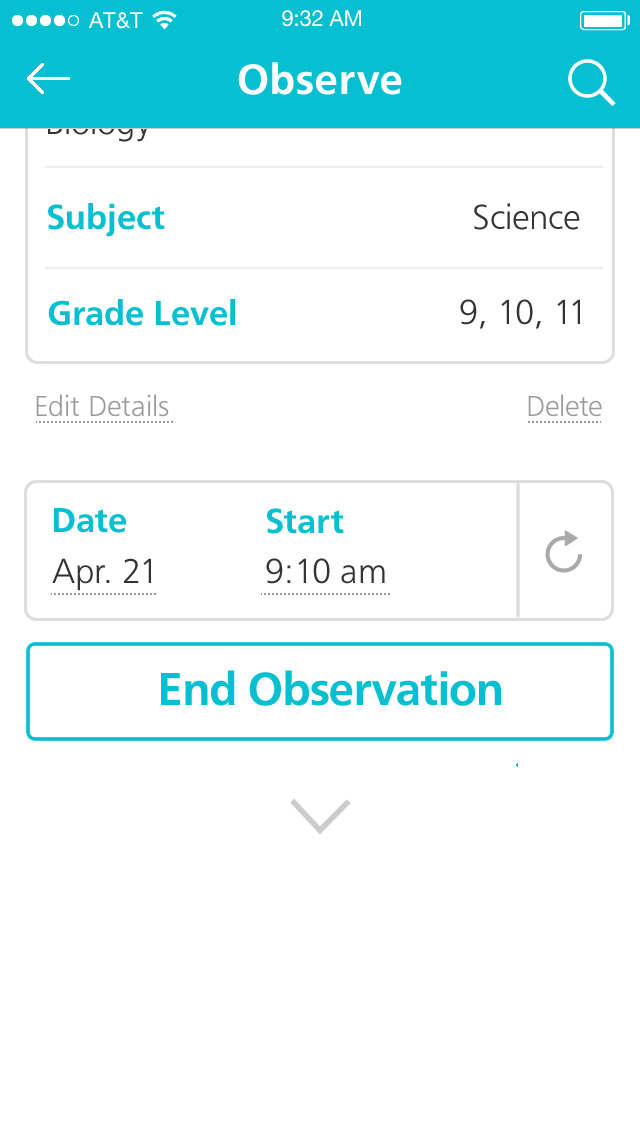 AT&T 9:32 AM
Observe
Biology
Subject Science
Grade Level 9, 10, 11
Edit Details Delete
Date Start
Apr. 21 9:10 am
End Observation